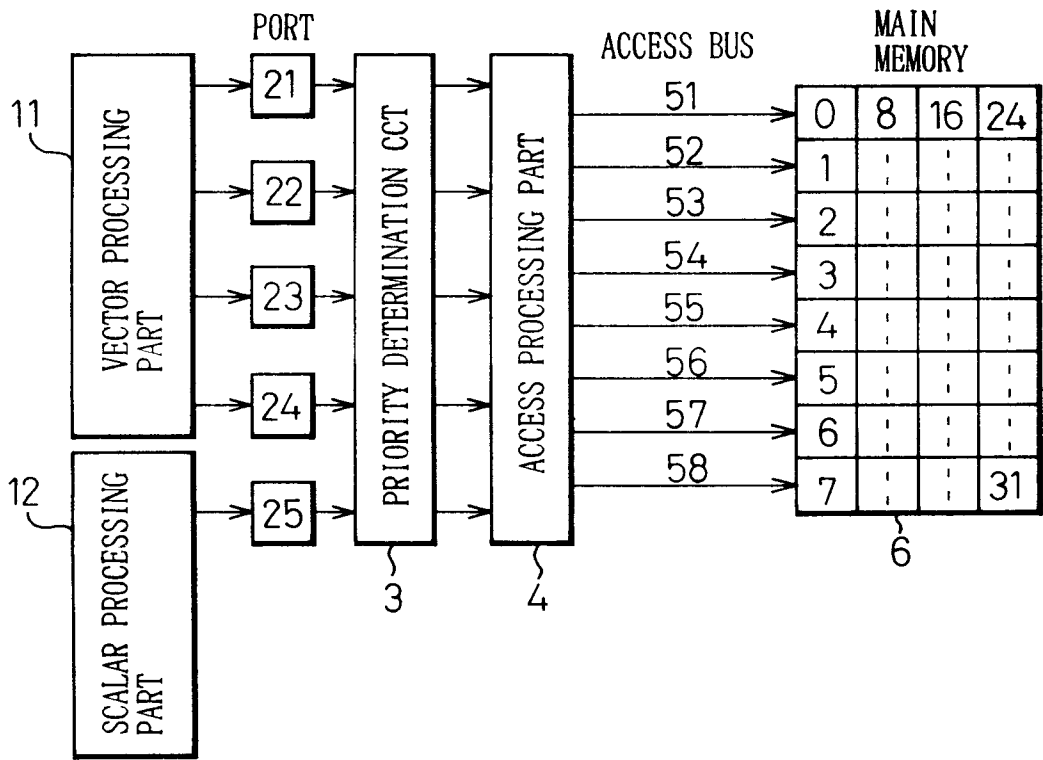 PORT
ACCESS BUS
MAIN
MEMORY
11
VECTOR PROCESSING
PART
21
22
23
24
12
SCALAR PROCESSING
PART
25
PRIORITY DETERMINATION CCT
3
ACCESS PROCESSING PART
4
51
52
53
54
55
56
57
58
0 8 16 24
1
2
3
4
5
6
7 31
6